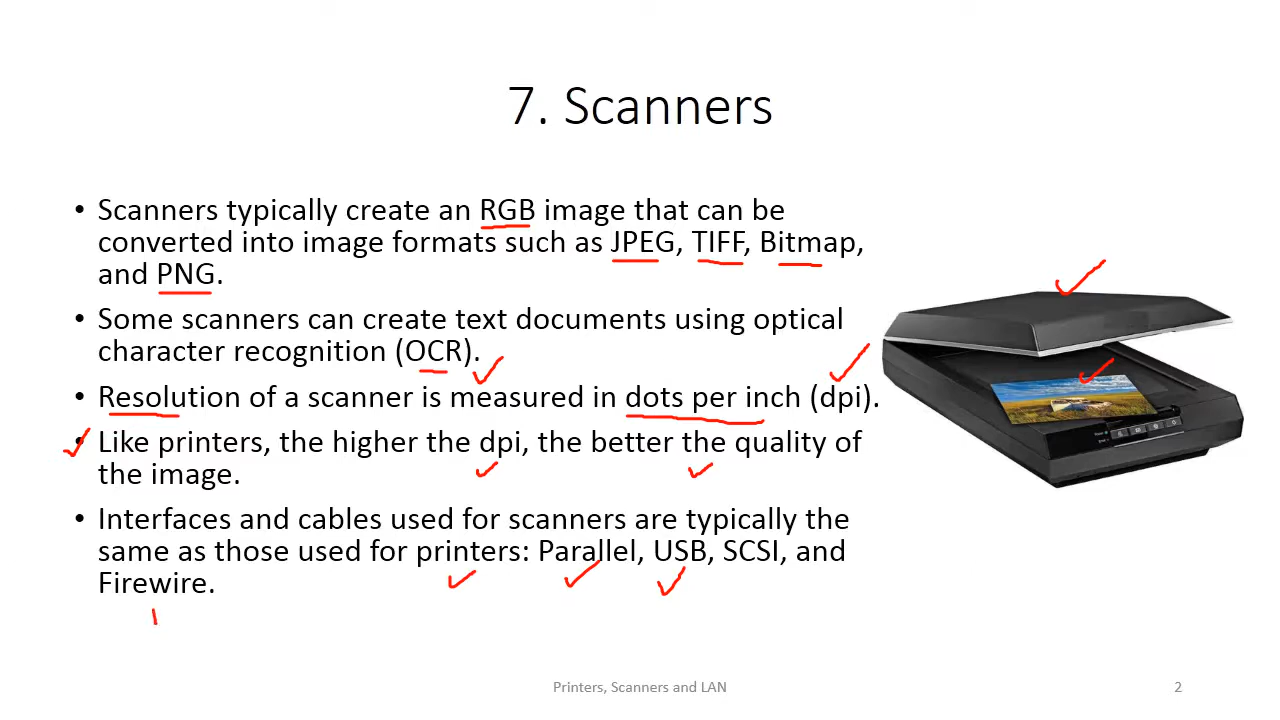 7. Scanners
• Scanners typically create an RGB image that can be
converted into image formats such as JPEG, TIFF, Bitmap,
and PNG.
• Some scanners can create text documents using optical
character recognition (OCR).
• Resolution of a scanner is measured in dots per inch (dpi).
• Like printers, the higher the dpi, the better the quality of
the image.
• Interfaces and cables used for scanners are typically the
same as those used for printers: Parallel, USB, SCSI, and
Firewire.
Printers, Scanners and LAN
2